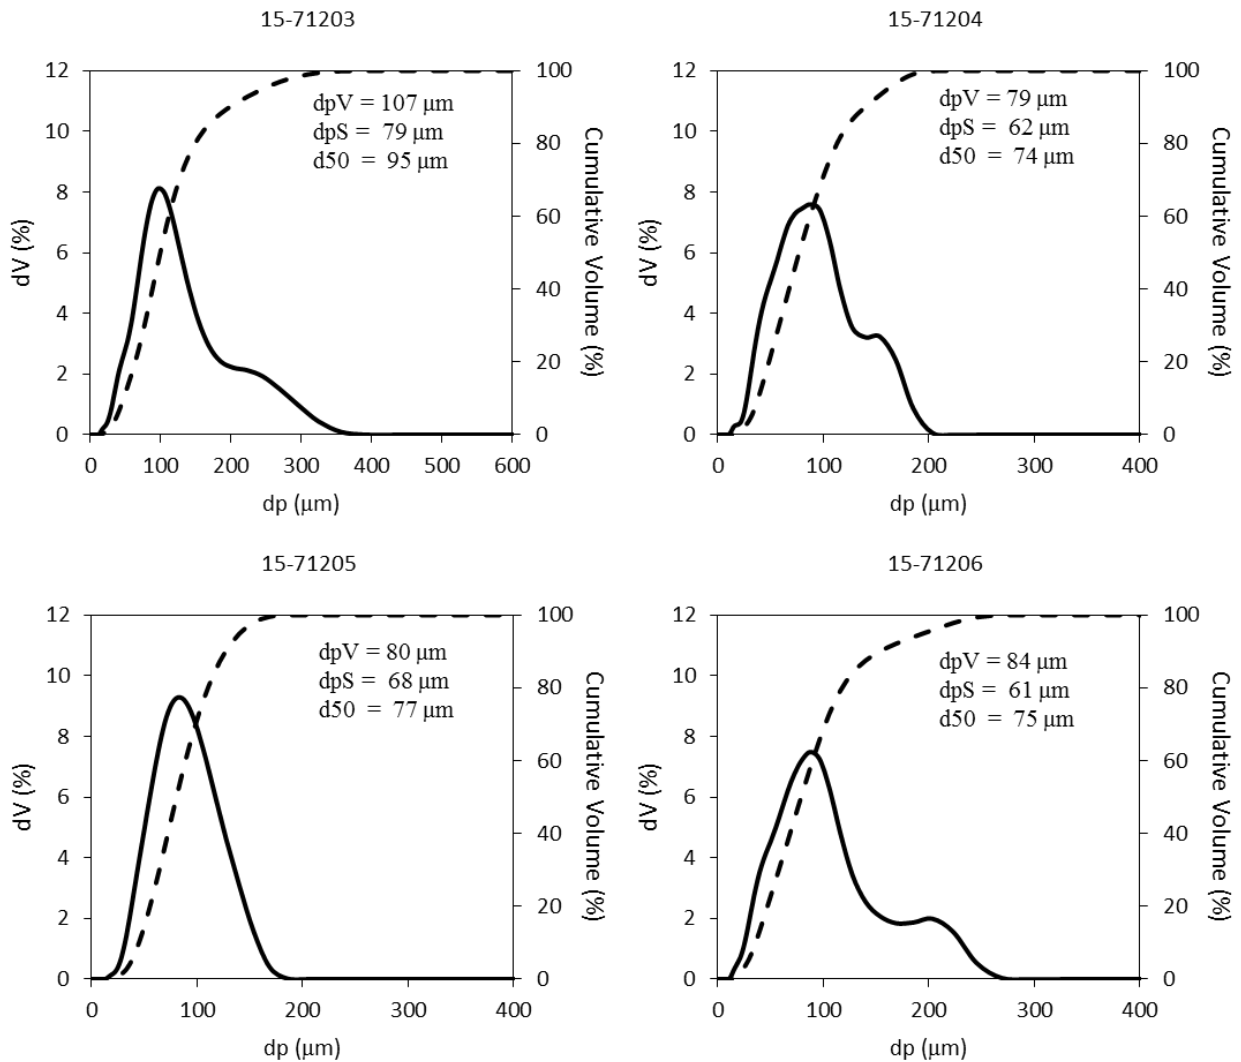 15-71203
12
10
8
6
4
2
0
dV (%)
100
80
60
40
20
0
Cumulative Volume (%)
dpV = 107 μm
dpS = 79 μm
d50 = 95 μm
0 100 200 300 400 500 600
dp (μm)
15-71204
12
10
8
6
4
2
0
dV (%)
100
80
60
40
20
0
Cumulative Volume (%)
dpV = 79 μm
dpS = 62 μm
d50 = 74 μm
0 100 200 300 400
dp (μm)
15-71205
12
10
8
6
4
2
0
dV (%)
100
80
60
40
20
0
Cumulative Volume (%)
dpV = 80 μm
dpS = 68 μm
d50 = 77 μm
0 100 200 300 400
dp (μm)
15-71206
12
10
8
6
4
2
0
dV (%)
100
80
60
40
20
0
Cumulative Volume (%)
dpV = 84 μm
dpS = 61 μm
d50 = 75 μm
0 100 200 300 400
dp (μm)